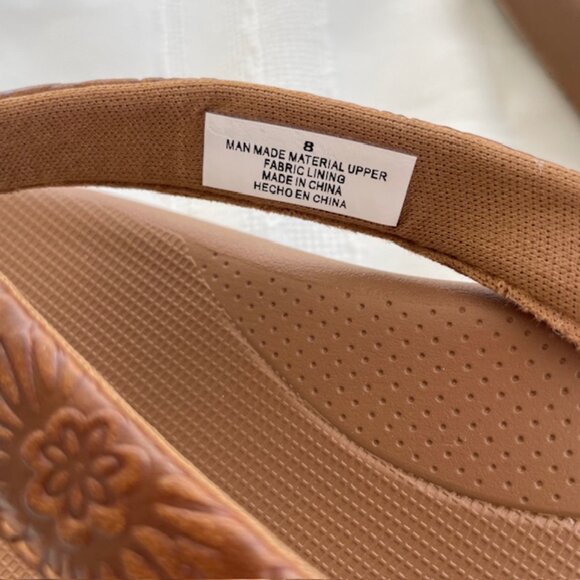 8
MAN MADE MATERIAL UPPER
FABRIC LINING
MADE IN CHINA
HECHO EN CHINA